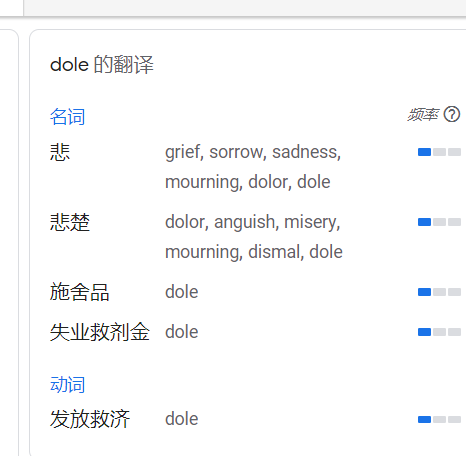 dole 的翻译
名词 频率
悲 grief, sorrow, sadness,
mourning, dolor, dole
悲楚 dolor, anguish, misery,
mourning, dismal, dole
施舍品 dole
失业救剂金 dole
动词
发放救济 dole